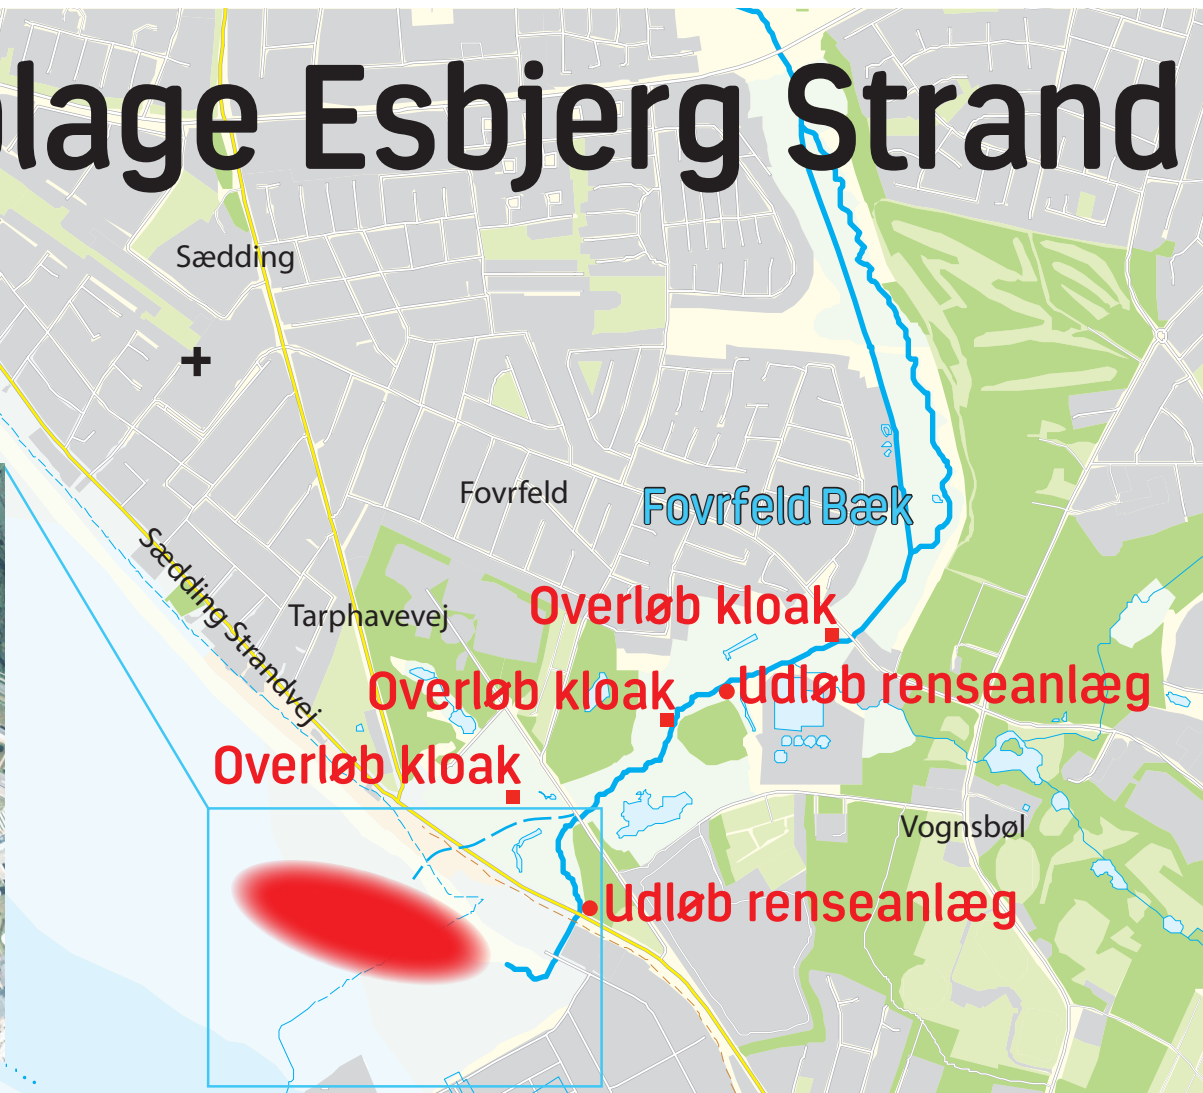 lage Esbjerg Strand
Sædding
Fovrfeld
Fovrfeld Bæk
Sædding Strandvej
Tarphavevej
Overløb kloak
Overløb kloak
Udløb renseanlæg
Overløb kloak
Vognsbøl
Udløb renseanlæg